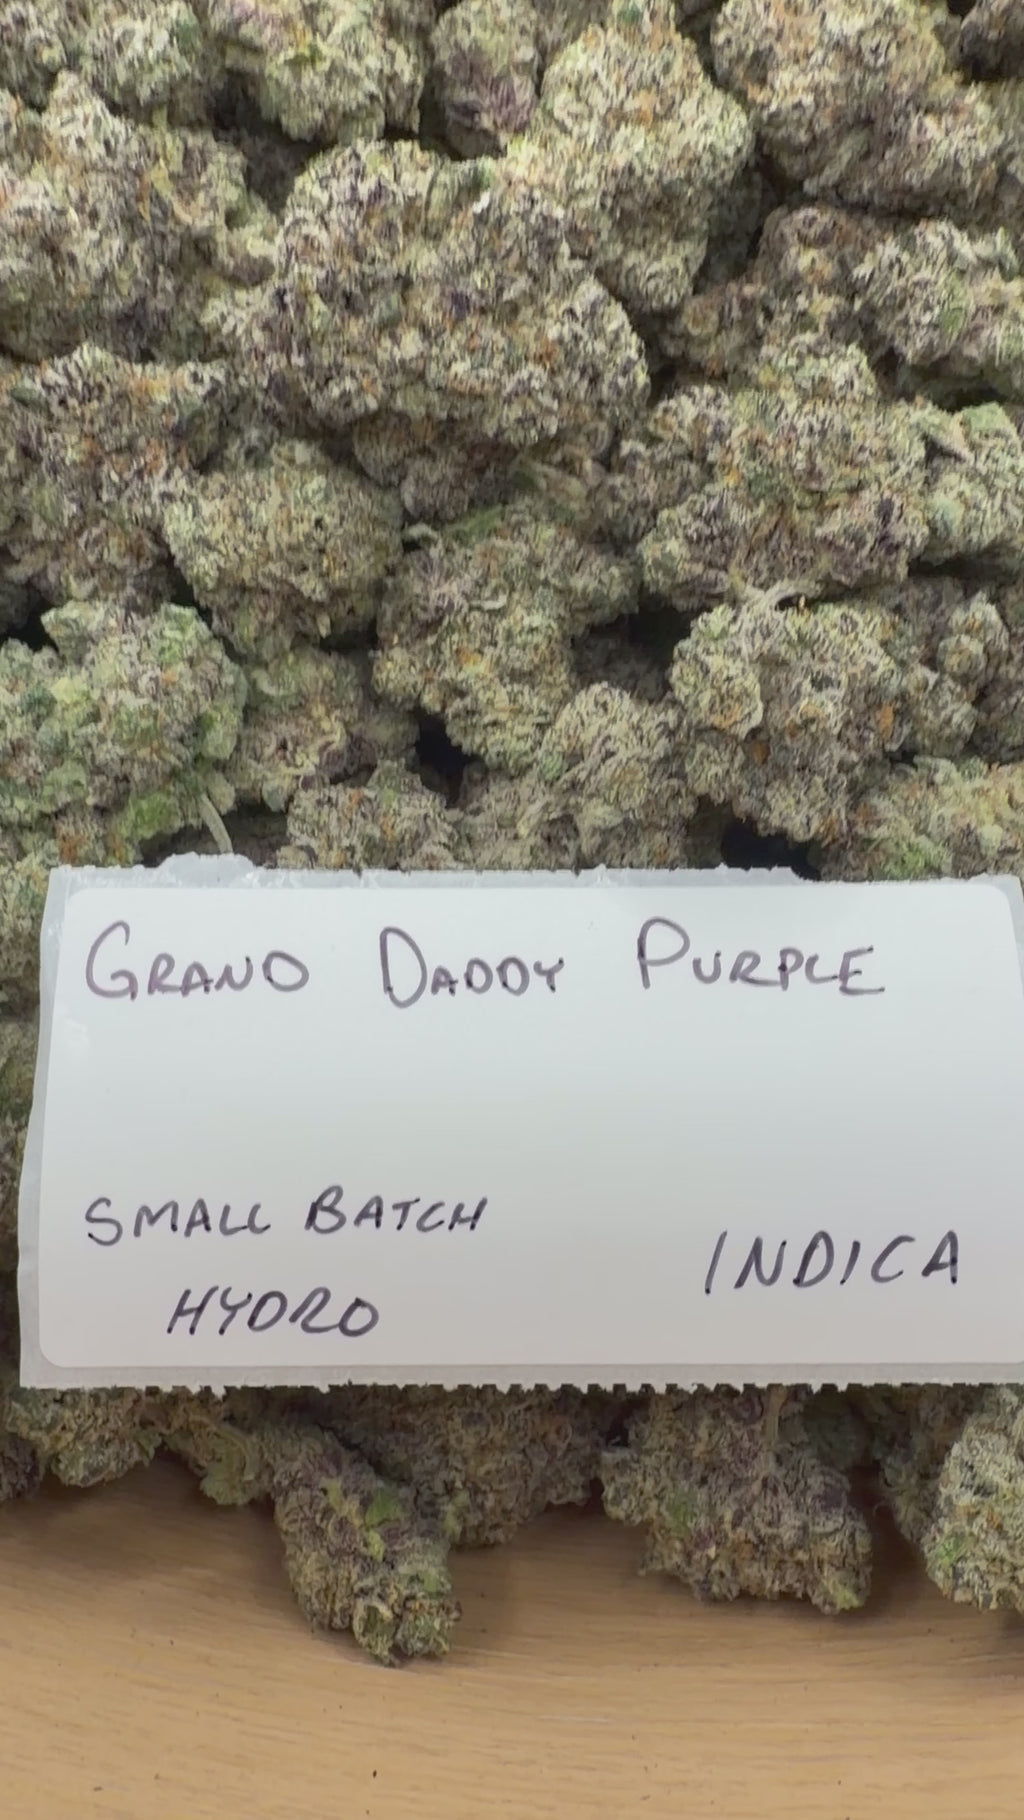 GRAND DADDY PURPLE
SMALL BATCH
HYDRO
INDICA